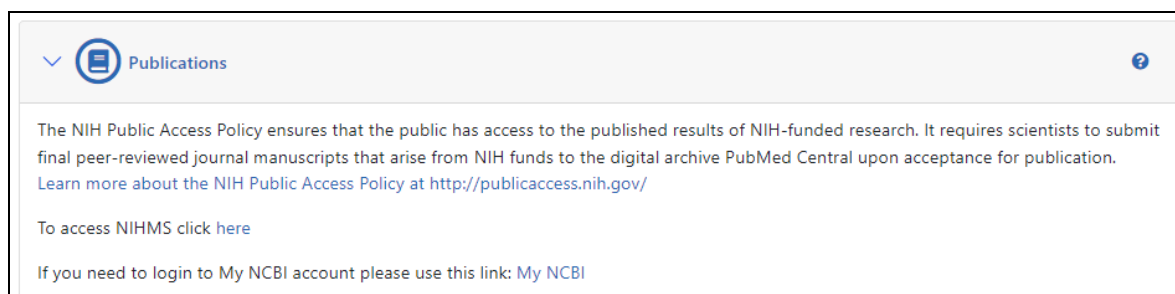 Publications
The NIH Public Access Policy ensures that the public has access to the published results of NIH-funded research. It requires scientists to submit
final peer-reviewed journal manuscripts that arise from NIH funds to the digital archive PubMed Central upon acceptance for publication.
Learn more about the NIH Public Access Policy at http://publicaccess.nih.gov/
To access NIHMS click here
If you need to login to My NCBI account please use this link: My NCBI